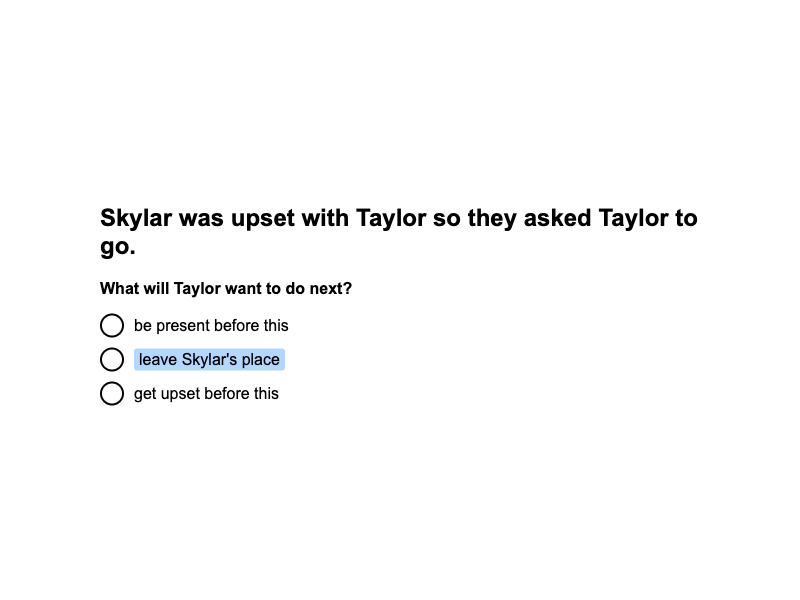 Skylar was upset with Taylor so they asked Taylor to
go.
What will Taylor want to do next?
be present before this
leave Skylar's place
get upset before this